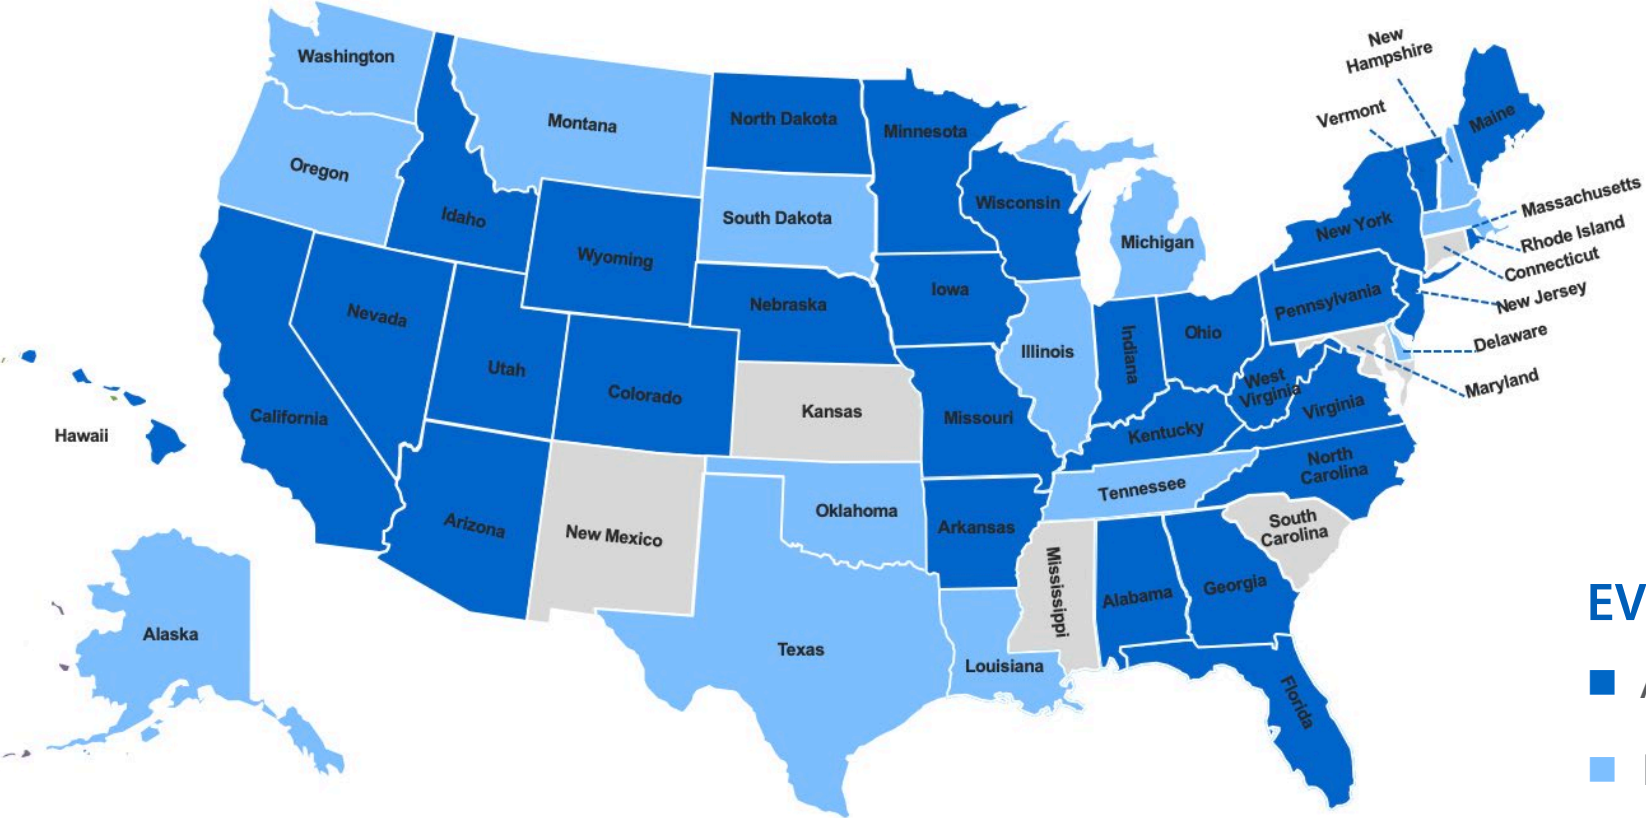 New
Hampshire
Vermont
Maine
Washington
Montana
North Dakota
Minnesota
Oregon
Idaho
South Dakota
Wisconsin
Michigan
New York
Massachusetts
Rhode Island
Connecticut
New Jersey
Wyoming
Nebraska
Iowa
Pennsylvania
Delaware
Maryland
Nevada
Utah
Colorado
Illinois
Indiana
Ohio
West
Virginia
Virginia
California
Hawaii
Kansas
Missouri
Kentucky
North
Carolina
Tennessee
Arizona
New Mexico
Oklahoma
Arkansas
South
Carolina
Mississippi
Alabama
Georgia
Alaska
Texas
Louisiana
Florida
EV